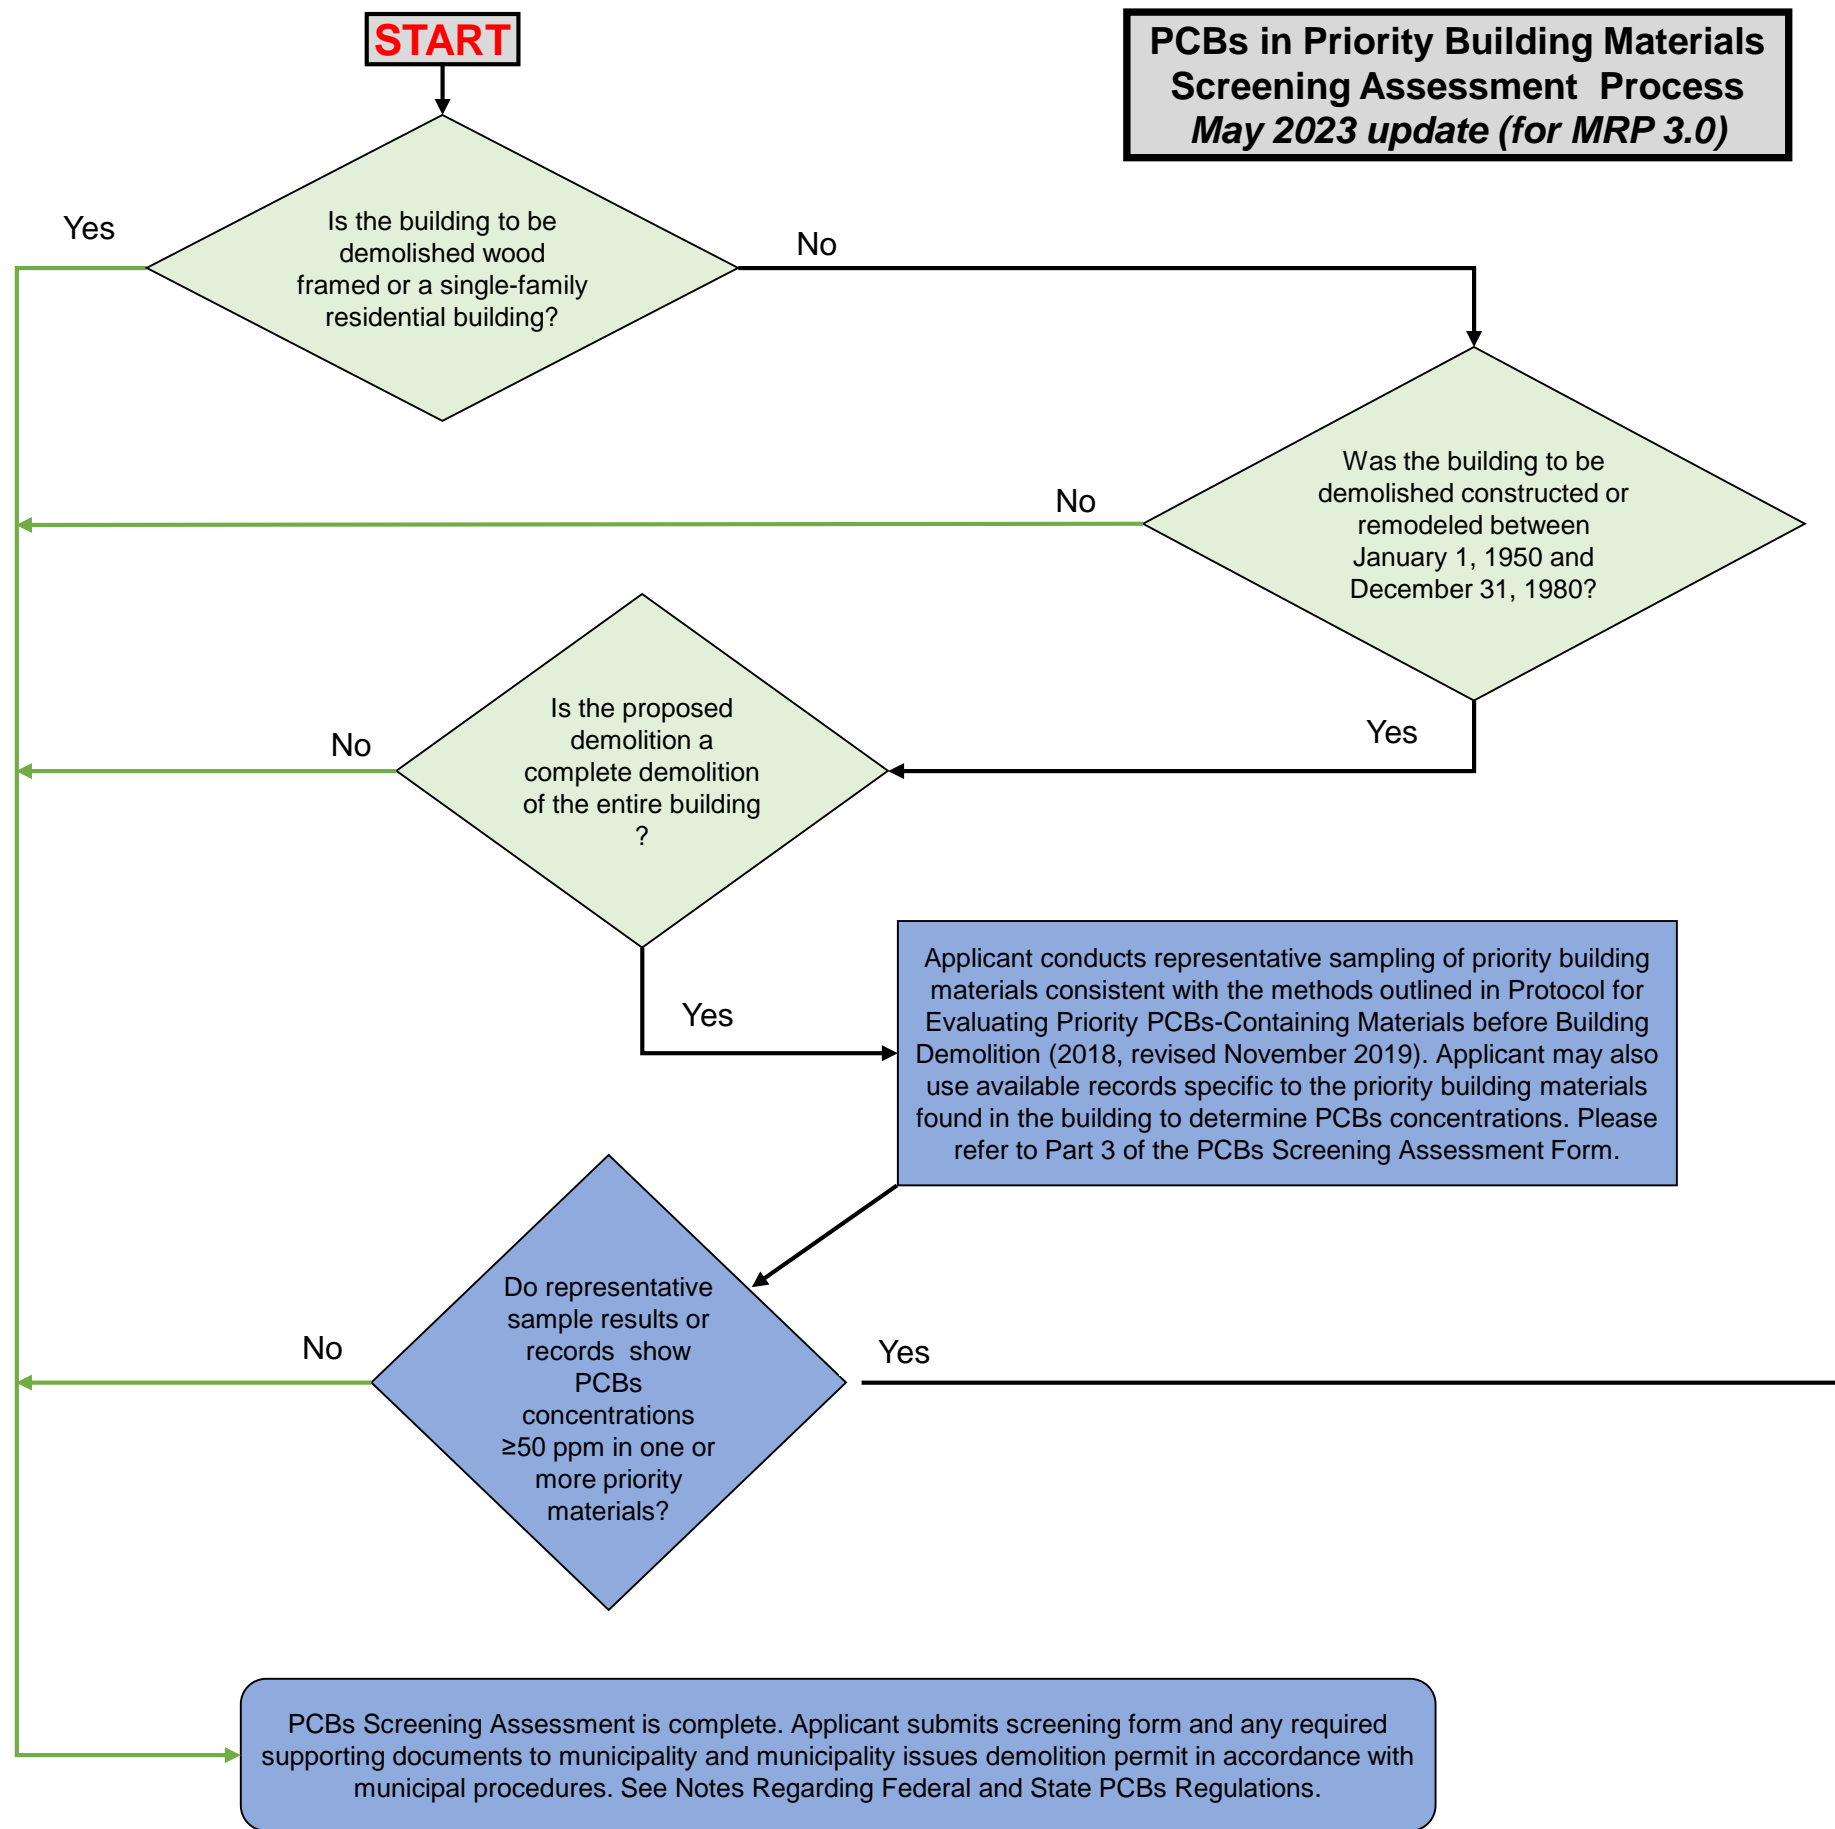 START
PCBs in Priority Building Materials
Screening Assessment Process
May 2023 update (for MRP 3.0)
Is the building to be
demolished wood
framed or a single-family
residential building?
Yes
No
Was the building to be
demolished constructed or
remodeled between
January 1, 1950 and
December 31, 1980?
No
Yes
Is the proposed
demolition a
complete demolition
of the entire building
?
No
Yes
Applicant conducts representative sampling of priority building
materials consistent with the methods outlined in Protocol for
Evaluating Priority PCBs-Containing Materials before Building
Demolition (2018, revised November 2019). Applicant may also
use available records specific to the priority building materials
found in the building to determine PCBs concentrations. Please
refer to Part 3 of the PCBs Screening Assessment Form.
Do representative
sample results or
records show
PCBs
concentrations
≥50 ppm in one or
more priority
materials?
No
Yes
PCBs Screening Assessment is complete. Applicant submits screening form and any required
supporting documents to municipality and municipality issues demolition permit in accordance with
municipal procedures. See Notes Regarding Federal and State PCBs Regulations.